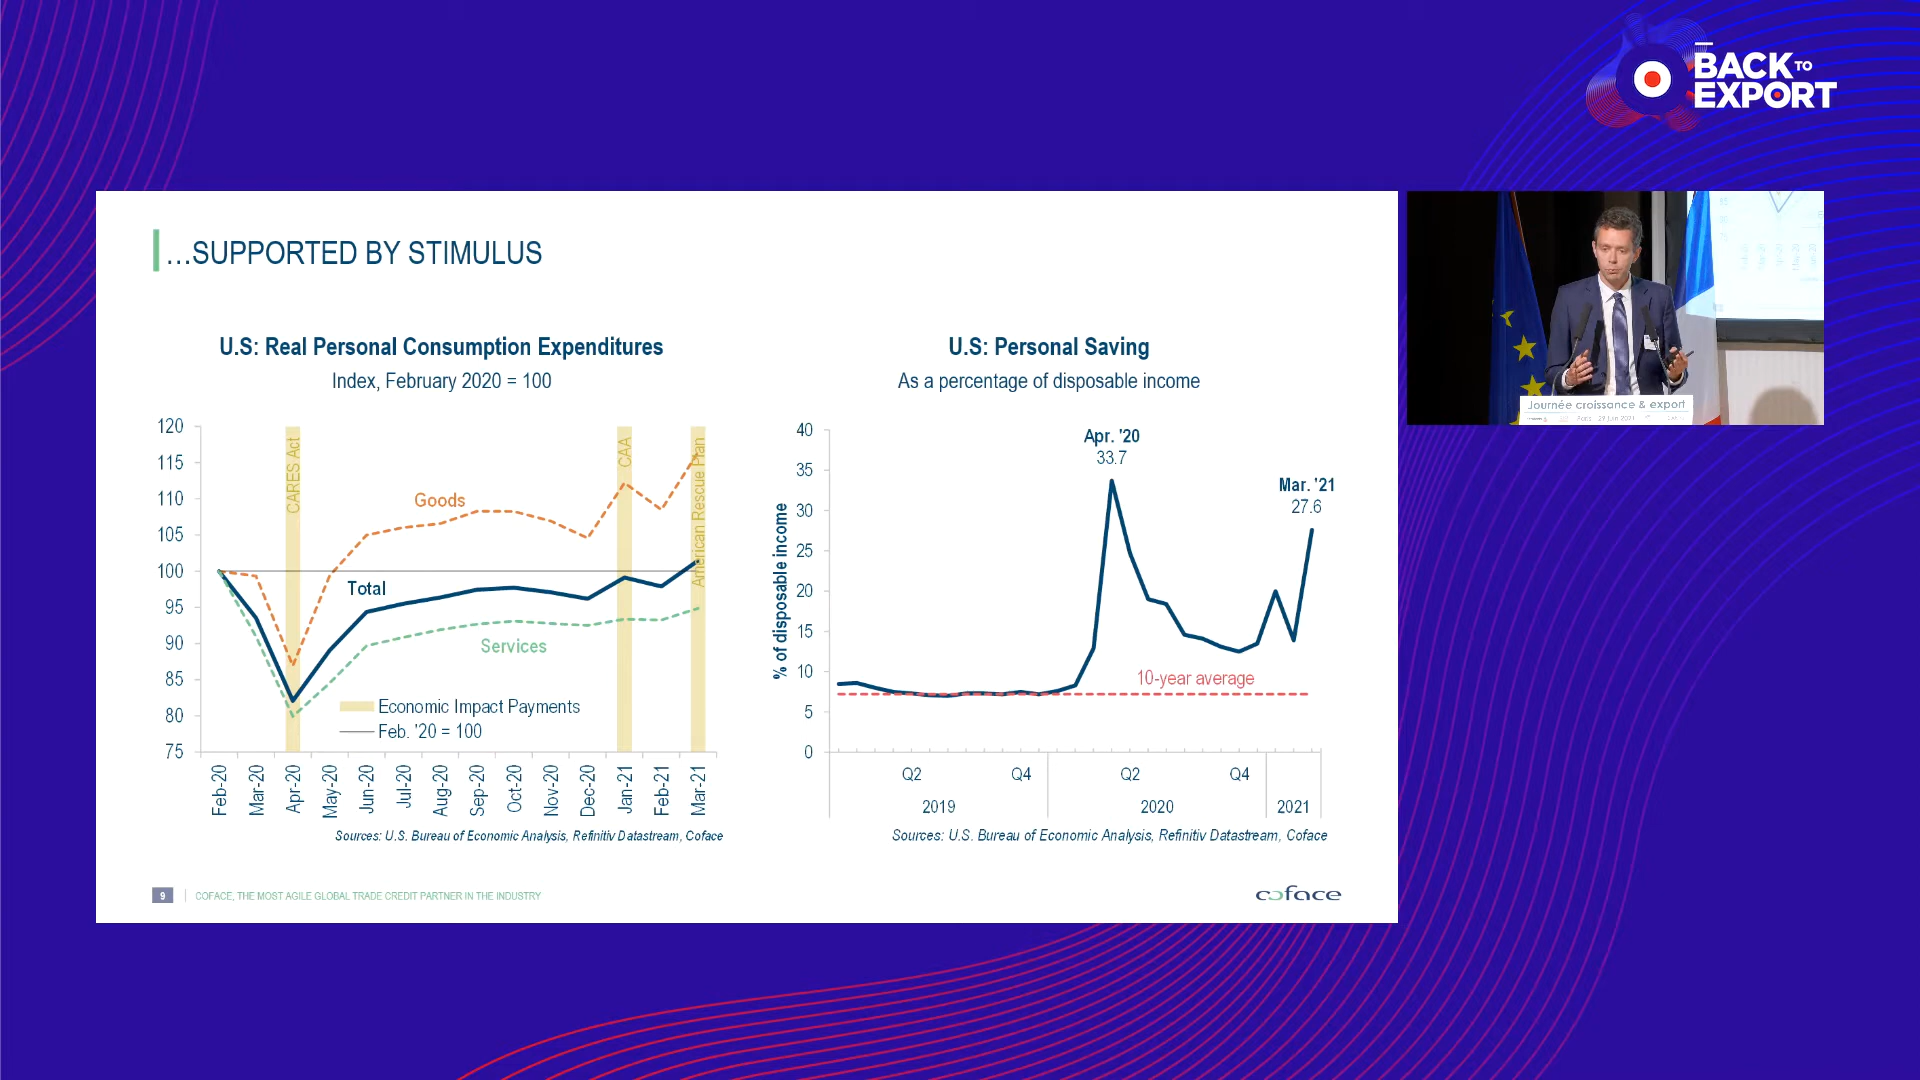 BACK TO
EXPORT
...SUPPORTED BY STIMULUS
U.S: Real Personal Consumption Expenditures
Index, February 2020 = 100
120
115
110
105
100
95
90
85
80
75
CARES Act
CAA
American Rescue Plan
Goods
Total
Services
Economic Impact Payments
Feb. '20 = 100
Feb-20
Mar-20
Apr-20
May-20
Jun-20
Jul-20
Aug-20
Sep-20
Oct-20
Nov-20
Dec-20
Jan-21
Feb-21
Mar-21
Sources: U.S. Bureau of Economic Analysis, Refinitiv Datastream, Coface
U.S: Personal Saving
As a percentage of disposable income
% of disposable income
40
35
30
25
20
15
10
5
0
Apr. '20
33.7
Mar. '21
27.6
10-year average
Q2
Q4
Q2
Q4
2019
2020
2021
Sources: U.S. Bureau of Economic Analysis, Refinitiv Datastream, Coface
9
COFACE, THE MOST AGILE GLOBAL TRADE CREDIT PARTNER IN THE INDUSTRY
coface
Journée croissance & export